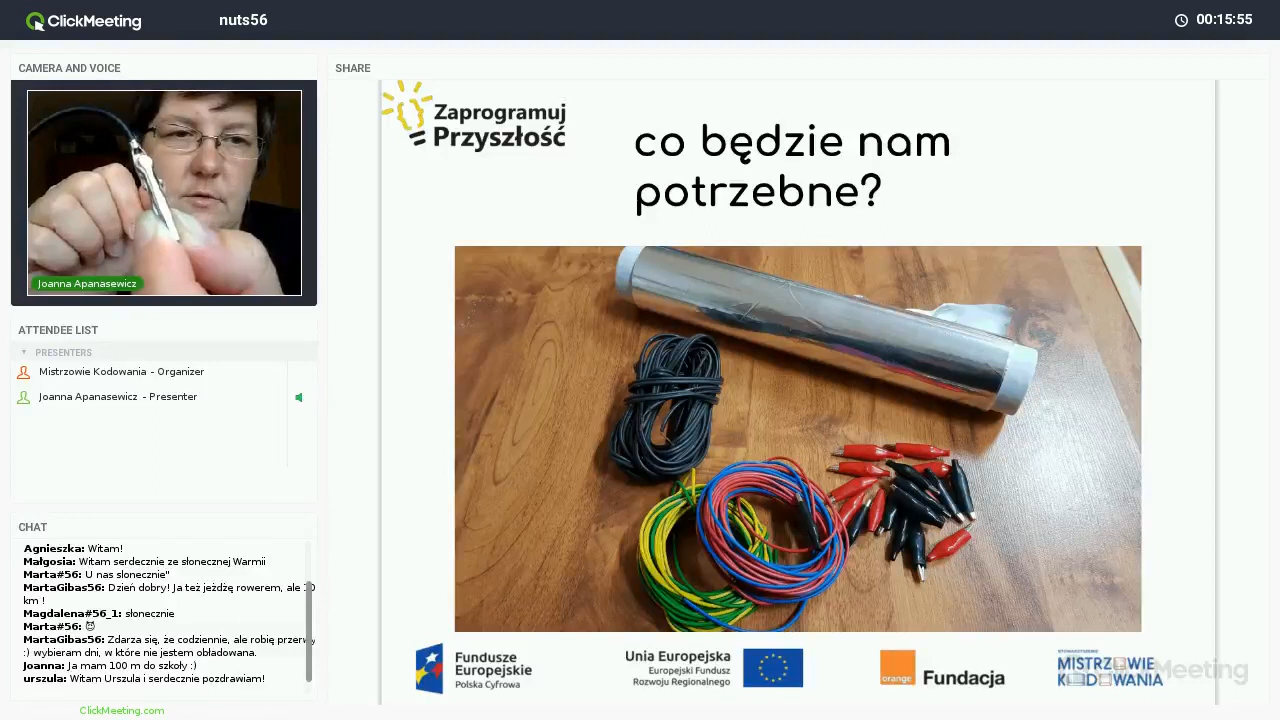 ClickMeeting
nuts56
00:15:55
CAMERA AND VOICE
Joanna Apanasewicz
ATTENDEE LIST
PRESENTERS
Mistrzowie Kodowania - Organizer
Joanna Apanasewicz - Presenter
CHAT
Agnieszka: Witam!
Małgosia: Witam serdecznie ze słonecznej Warmii
Marta#56: U nas slonecznie"
MartaGibas56: Dzień dobry! Ja też jeżdżę rowerem, ale 10
km !
Magdalena#56_1: słonecznie
Marta#56: 😈
MartaGibas56: Zdarza się, że codziennie, ale robię przerwy
:) wybieram dni, w które nie jestem obładowana.
Joanna: Ja mam 100 m do szkoły :)
urszula: Witam Urszula i serdecznie pozdrawiam!
ClickMeeting.com
SHARE
Zaprogramuj
Przyszłość
co będzie nam
potrzebne?
Fundusze
Europejskie
Polska Cyfrowa
Unia Europejska
Europejski Fundusz
Rozwoju Regionalnego
orange
Fundacja
STOWARZYSZENIE
MISTRZOWIE
KODOWANIA
ClickMeeting